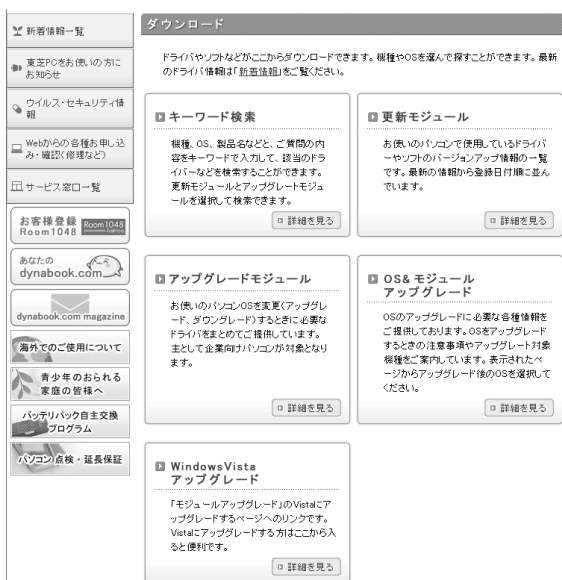 新着情報一覧
東芝PCをお使いの方に
お知らせ
ウイルス・セキュリティ情
報
Webからの各種お申し込
み・確認(修理など)
サービス窓口一覧
お客様登録
Room1048
Room1048
あなたの
dynabook.com
dynabook.com magazine
海外でのご使用について
青少年のおられる
家庭の皆様へ
バッテリパック自主交換
プログラム
パソコン点検・延長保証
ダウンロード
ドライバやソフトなどがここからダウンロードできます。機種やOSを選んで探すことができます。最新
のドライバ情報は「新着情報」をご覧ください。
キーワード検索
機種、OS、製品名などと、ご質問の内
容をキーワードで入力して、該当のドラ
イバーなどを検索することができます。
更新モジュールとアップグレートモジュ
ールを選択して検索できます。
詳細を見る
更新モジュール
お使いのパソコンで使用しているドライバ
ーやソフトのバージョンアップ情報の一覧
です。最新の情報から登録日付順に並ん
でいます。
詳細を見る
アップグレードモジュール
お使いのパソコンOSを変更(アップグレ
ード、ダウングレード)するときに必要な
ドライバをまとめてご提供しています。
主として企業向けパソコンが対象となり
ます。
詳細を見る
OS&モジュール
アップグレード
OSのアップグレードに必要な各種情報を
ご提供しております。OSをアップグレード
するときの注意事項やアップグレート対象
機種をご案内しています。表示されたペ
ージからアップグレード後のOSを選択して
ください。
詳細を見る
WindowsVista
アップグレード
「モジュールアップグレード」のVistaにア
ップグレードするページへのリンクです。
Vistaにアップグレードする方はここから入
ると便利です。
詳細を見る